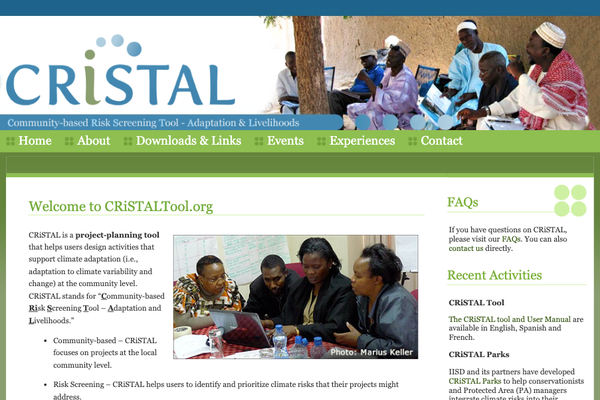 CRiSTAL
Community-based Risk Screening Tool - Adaptation & Livelihoods
Home About Downloads & Links Events Experiences Contact
Welcome to CRiSTALTool.org
CRiSTAL is a project-planning tool
that helps users design activities that
support climate adaptation (i.e.,
adaptation to climate variability and
change) at the community level.
CRiSTAL stands for "Community-based
Risk Screening Tool – Adaptation and
Livelihoods."
Photo: Marius Keller
• Community-based – CRiSTAL
focuses on projects at the local
community level.
• Risk Screening – CRiSTAL helps users to identify and prioritize climate risks that their projects might
address.
FAQs
If you have questions on CRiSTAL,
please visit our FAQs. You can also
contact us directly.
Recent Activities
CRiSTAL Tool
The CRiSTAL tool and User Manual are
available in English, Spanish and
French.
CRiSTAL Parks
IISD and its partners have developed
CRiSTAL Parks to help conservationists
and Protected Area (PA) managers
integrate climate risks into their